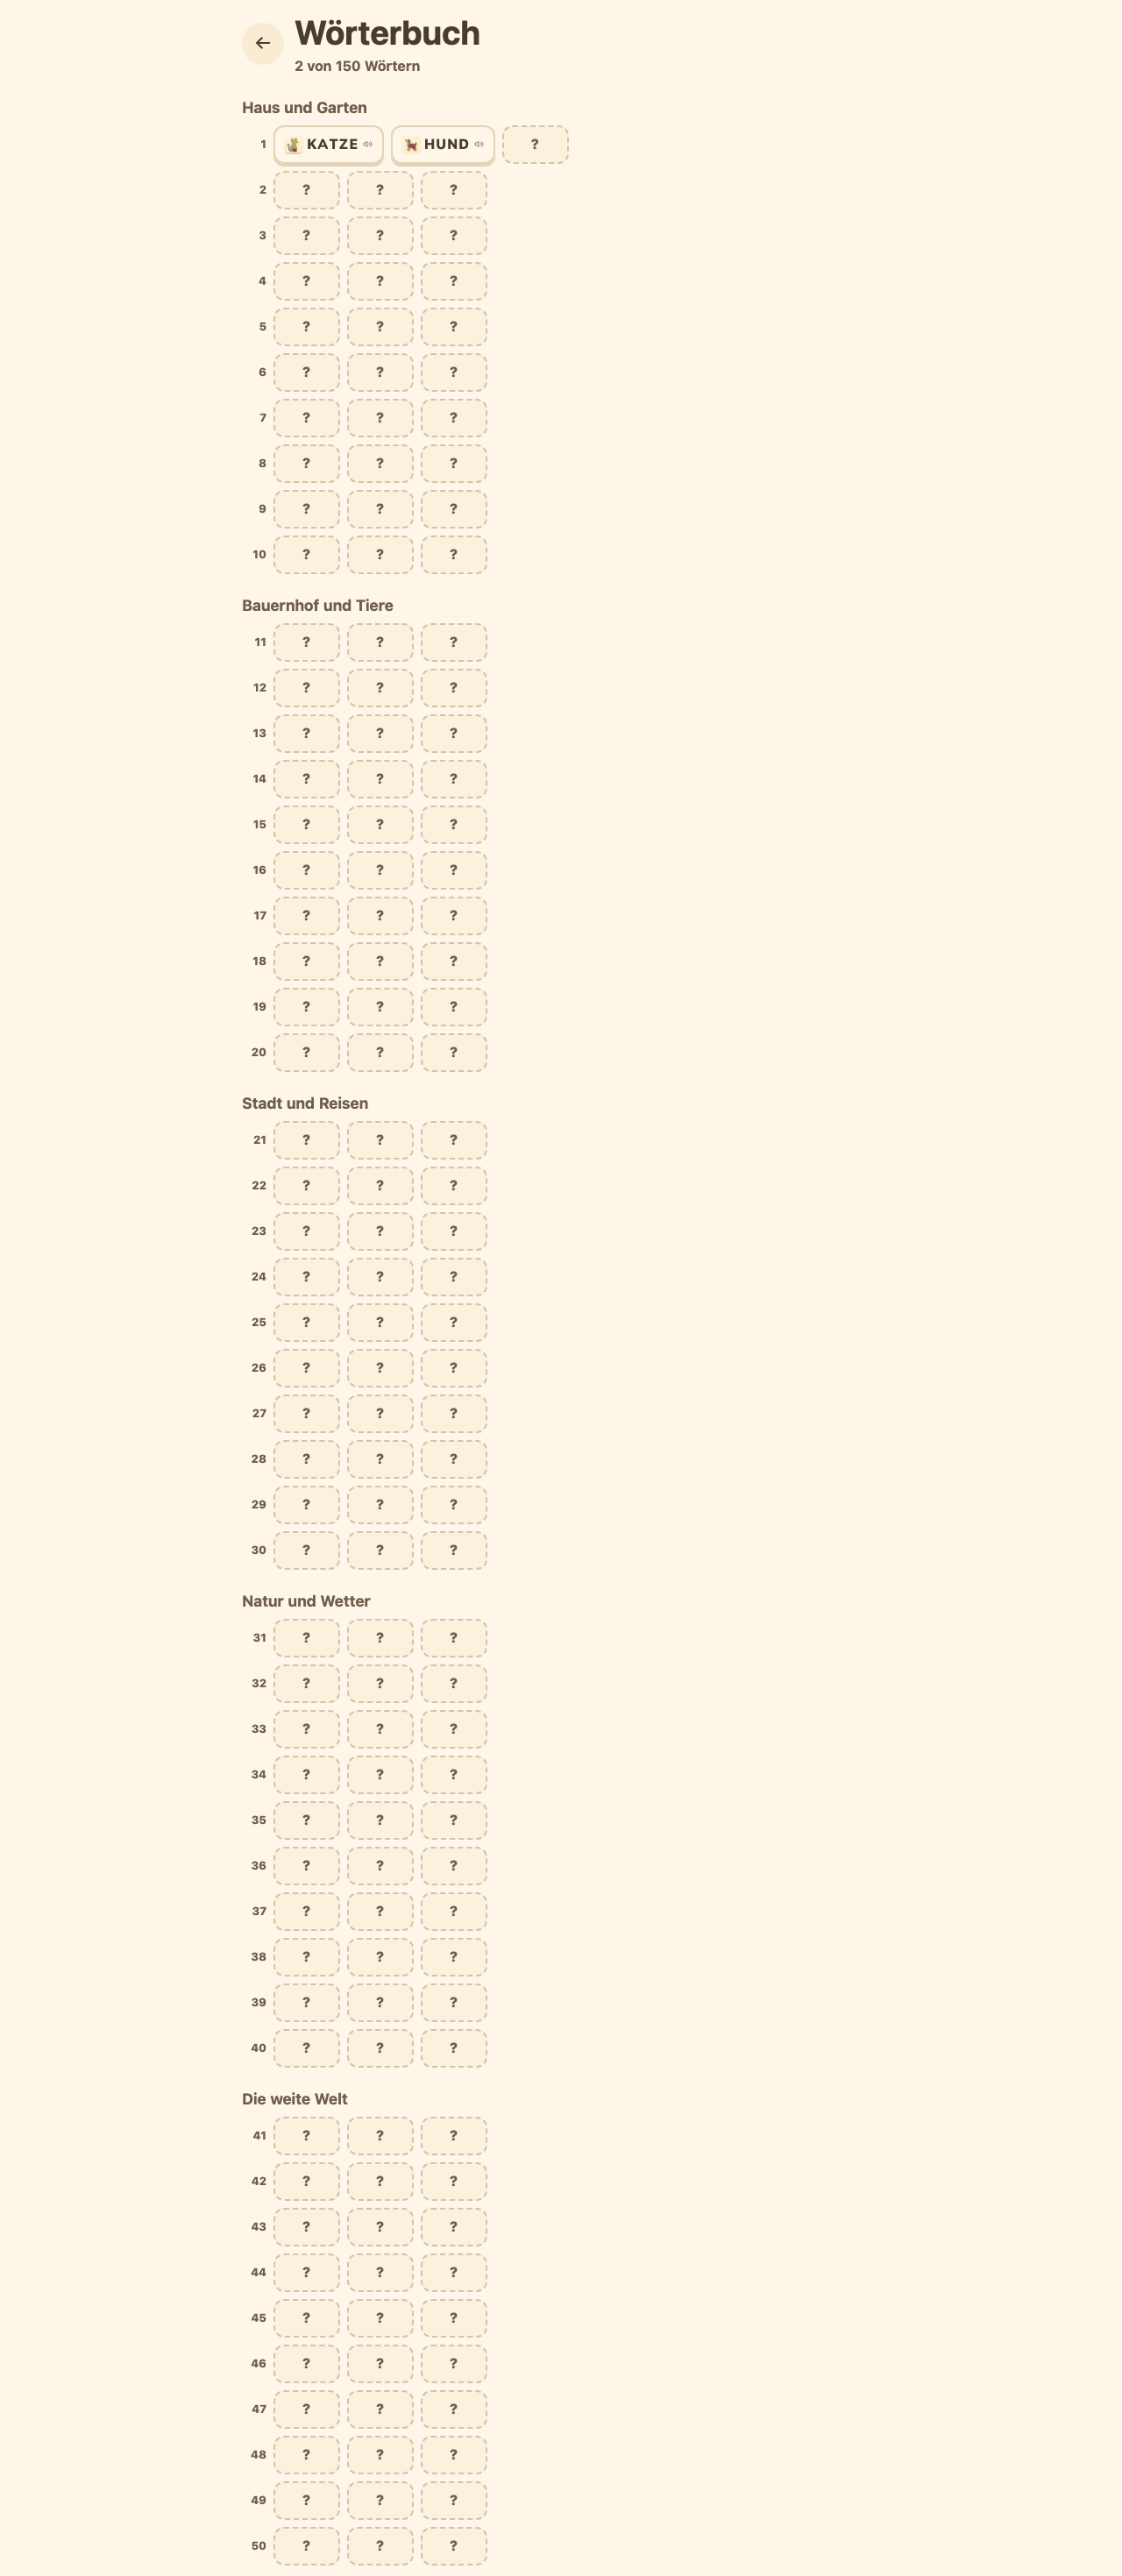 Wörterbuch
2 von 150 Wörtern
Haus und Garten
1 KATZE HUND ?
2 ? ? ?
3 ? ? ?
4 ? ? ?
5 ? ? ?
6 ? ? ?
7 ? ? ?
8 ? ? ?
9 ? ? ?
10 ? ? ?
Bauernhof und Tiere
11 ? ? ?
12 ? ? ?
13 ? ? ?
14 ? ? ?
15 ? ? ?
16 ? ? ?
17 ? ? ?
18 ? ? ?
19 ? ? ?
20 ? ? ?
Stadt und Reisen
21 ? ? ?
22 ? ? ?
23 ? ? ?
24 ? ? ?
25 ? ? ?
26 ? ? ?
27 ? ? ?
28 ? ? ?
29 ? ? ?
30 ? ? ?
Natur und Wetter
31 ? ? ?
32 ? ? ?
33 ? ? ?
34 ? ? ?
35 ? ? ?
36 ? ? ?
37 ? ? ?
38 ? ? ?
39 ? ? ?
40 ? ? ?
Die weite Welt
41 ? ? ?
42 ? ? ?
43 ? ? ?
44 ? ? ?
45 ? ? ?
46 ? ? ?
47 ? ? ?
48 ? ? ?
49 ? ? ?
50 ? ? ?